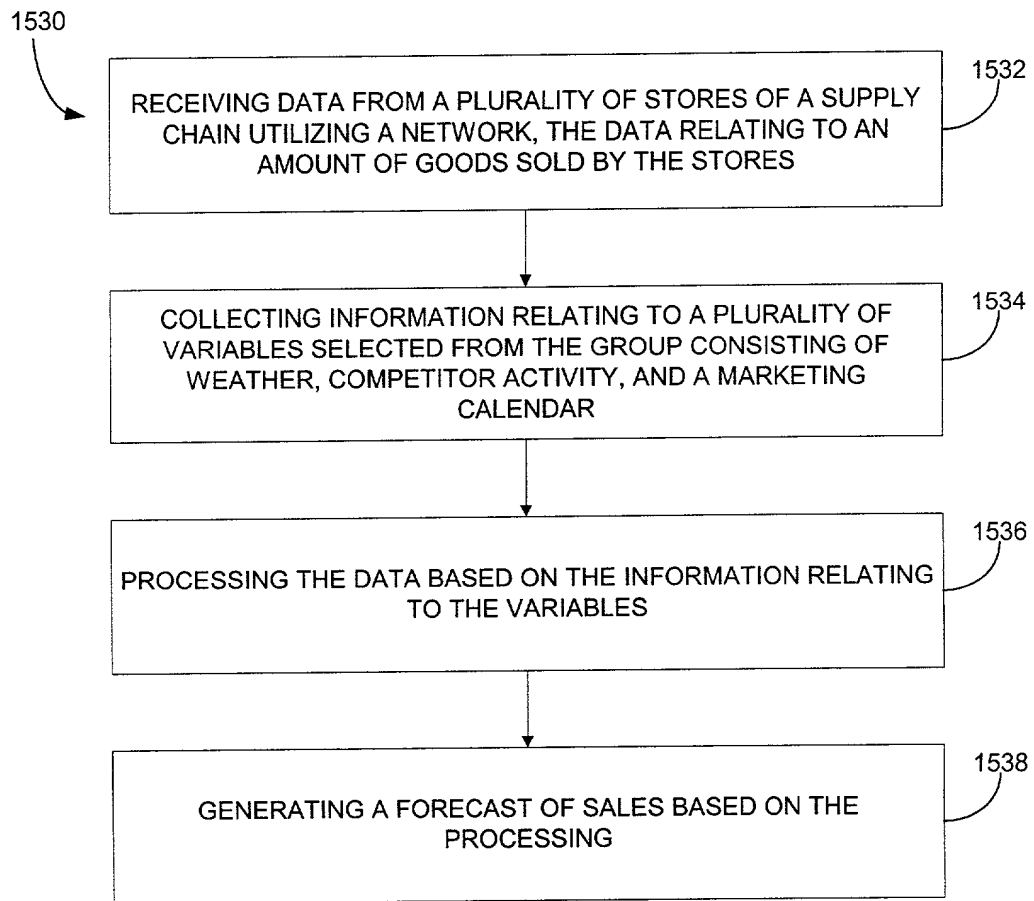 1530
1532
RECEIVING DATA FROM A PLURALITY OF STORES OF A SUPPLY
CHAIN UTILIZING A NETWORK, THE DATA RELATING TO AN
AMOUNT OF GOODS SOLD BY THE STORES
1534
COLLECTING INFORMATION RELATING TO A PLURALITY OF
VARIABLES SELECTED FROM THE GROUP CONSISTING OF
WEATHER, COMPETITOR ACTIVITY, AND A MARKETING
CALENDAR
1536
PROCESSING THE DATA BASED ON THE INFORMATION RELATING
TO THE VARIABLES
1538
GENERATING A FORECAST OF SALES BASED ON THE
PROCESSING